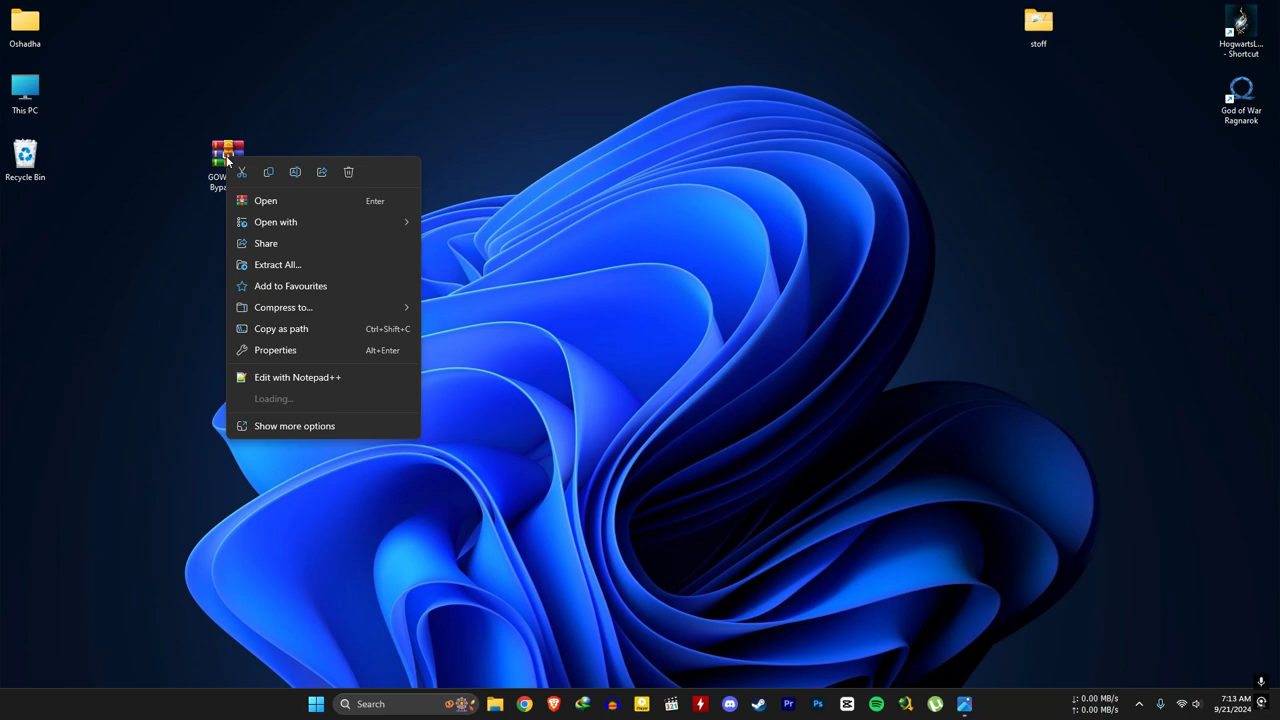 Oshadha
This PC
Recycle Bin
stoff
HogwartsL...
- Shortcut
God of War
Ragnarok
Open Enter
Open with
Share
Extract All...
Add to Favourites
Compress to...
Copy as path Ctrl+Shift+C
Properties Alt+Enter
Edit with Notepad++
Loading...
Show more options
Search
↓: 0.00 MB/s
↑: 0.00 MB/s
7:13 AM
9/21/2024